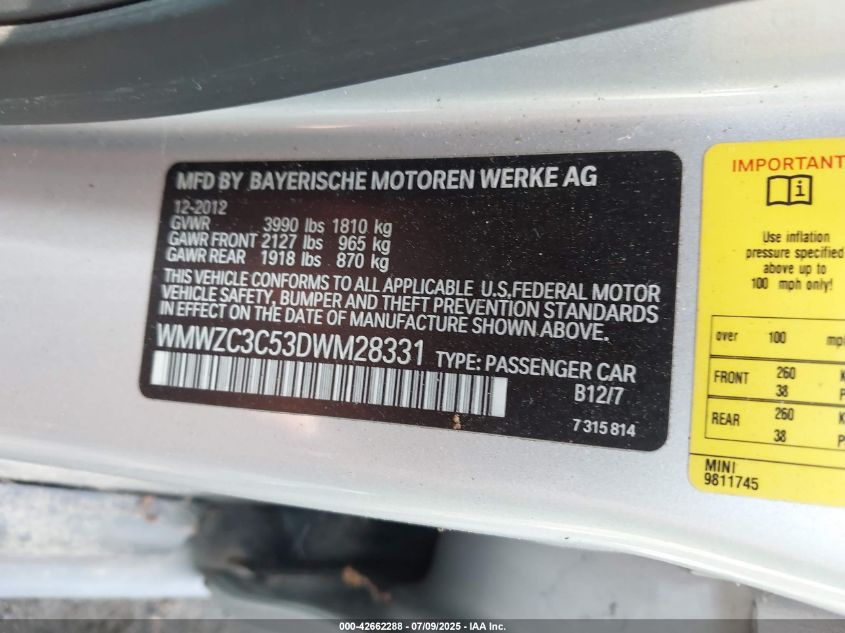 MFD BY BAYERISCHE MOTOREN WERKE AG
12-2012
GVWR 3990 lbs 1810 kg
GAWR FRONT 2127 lbs 965 kg
GAWR REAR 1918 lbs 870 kg
THIS VEHICLE CONFORMS TO ALL APPLICABLE U.S.FEDERAL MOTOR
VEHICLE SAFETY, BUMPER AND THEFT PREVENTION STANDARDS
IN EFFECT ON THE DATE OF MANUFACTURE SHOWN ABOVE.
WMWZC3C53DWM28331 TYPE: PASSENGER CAR
B12/7
7 315 814
IMPORTANT
Use inflation
pressure specified
above up to
100 mph only!
over 100 mp
FRONT 260 K
38 P
REAR 260 K
38 P
MINI
9811745
000-42662288 - 07/09/2025 - IAA Inc.